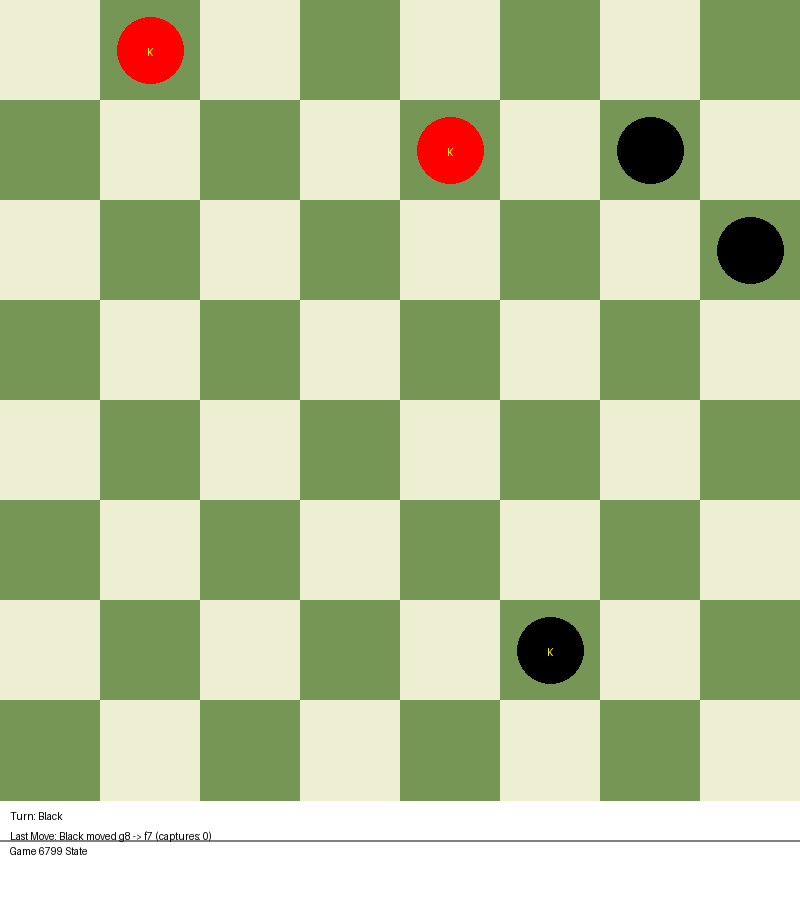 K
K
K
Turn: Black
Last Move: Black moved g8 -> f7 (captures: 0)
Game 6799 State